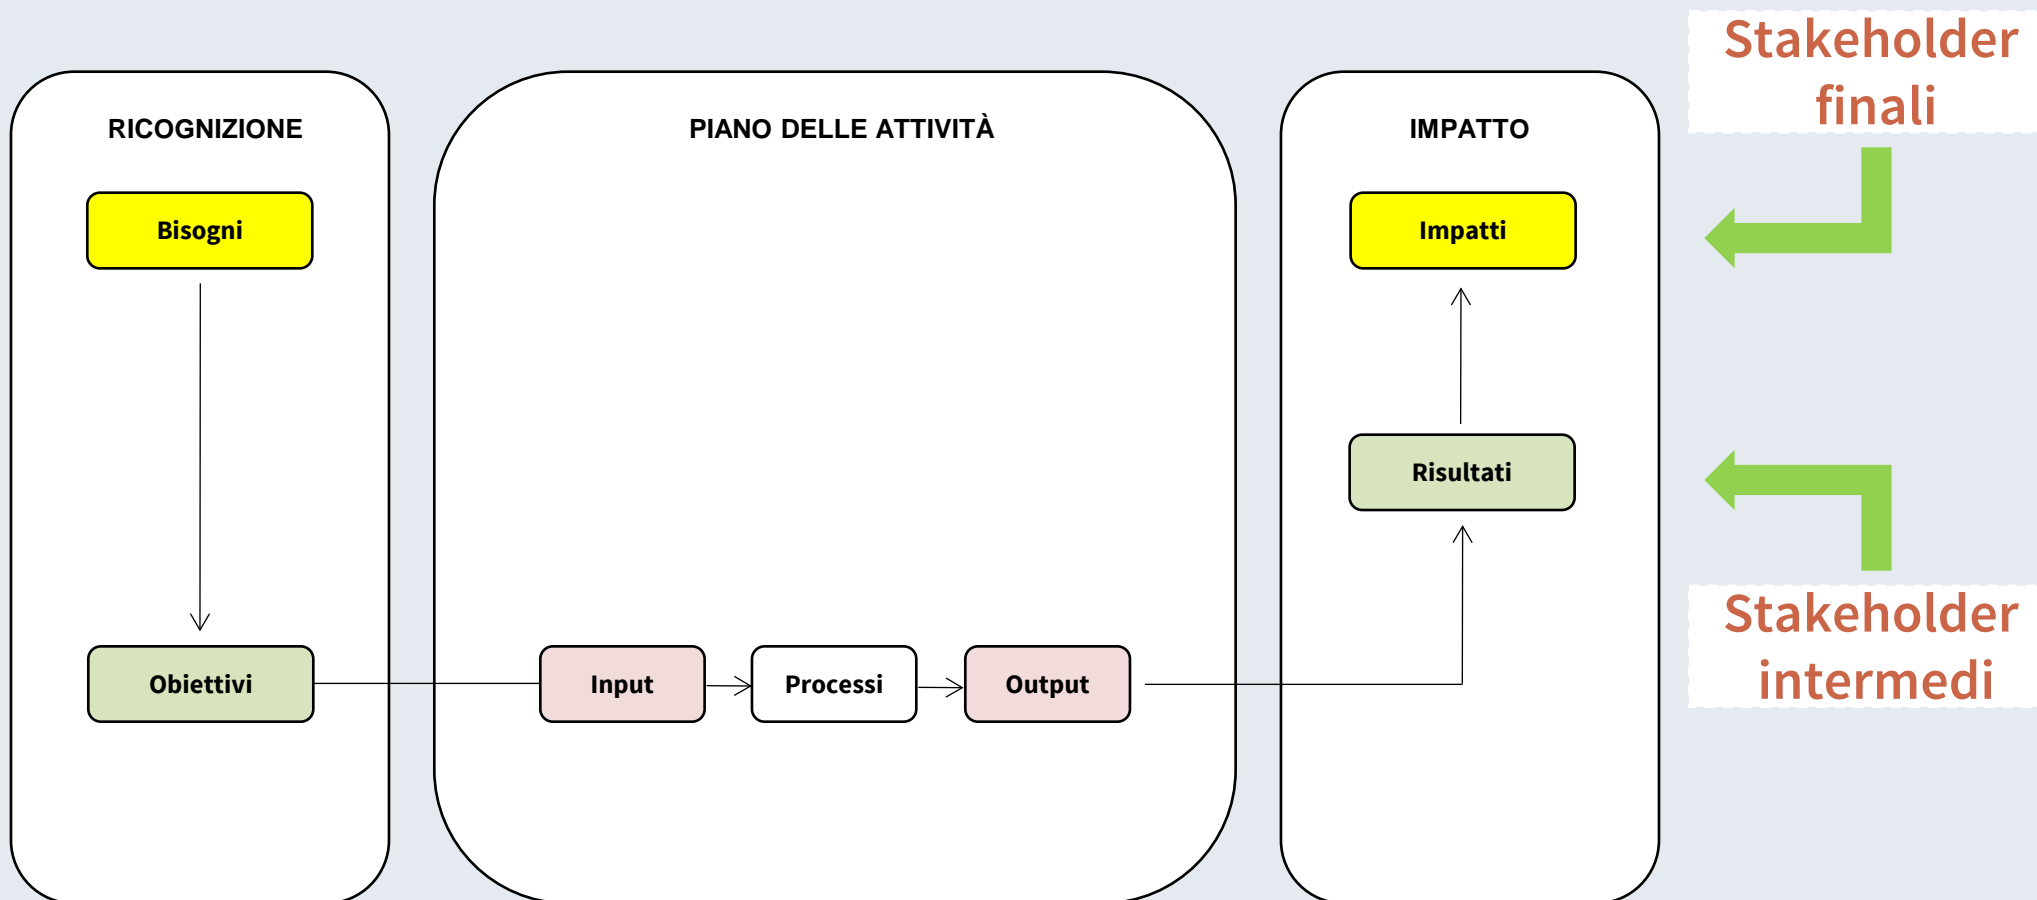 RICOGNIZIONE
Bisogni
Obiettivi
PIANO DELLE ATTIVITÀ
Input
Processi
Output
IMPATTO
Impatti
Risultati
Stakeholder
finali
Stakeholder
intermedi